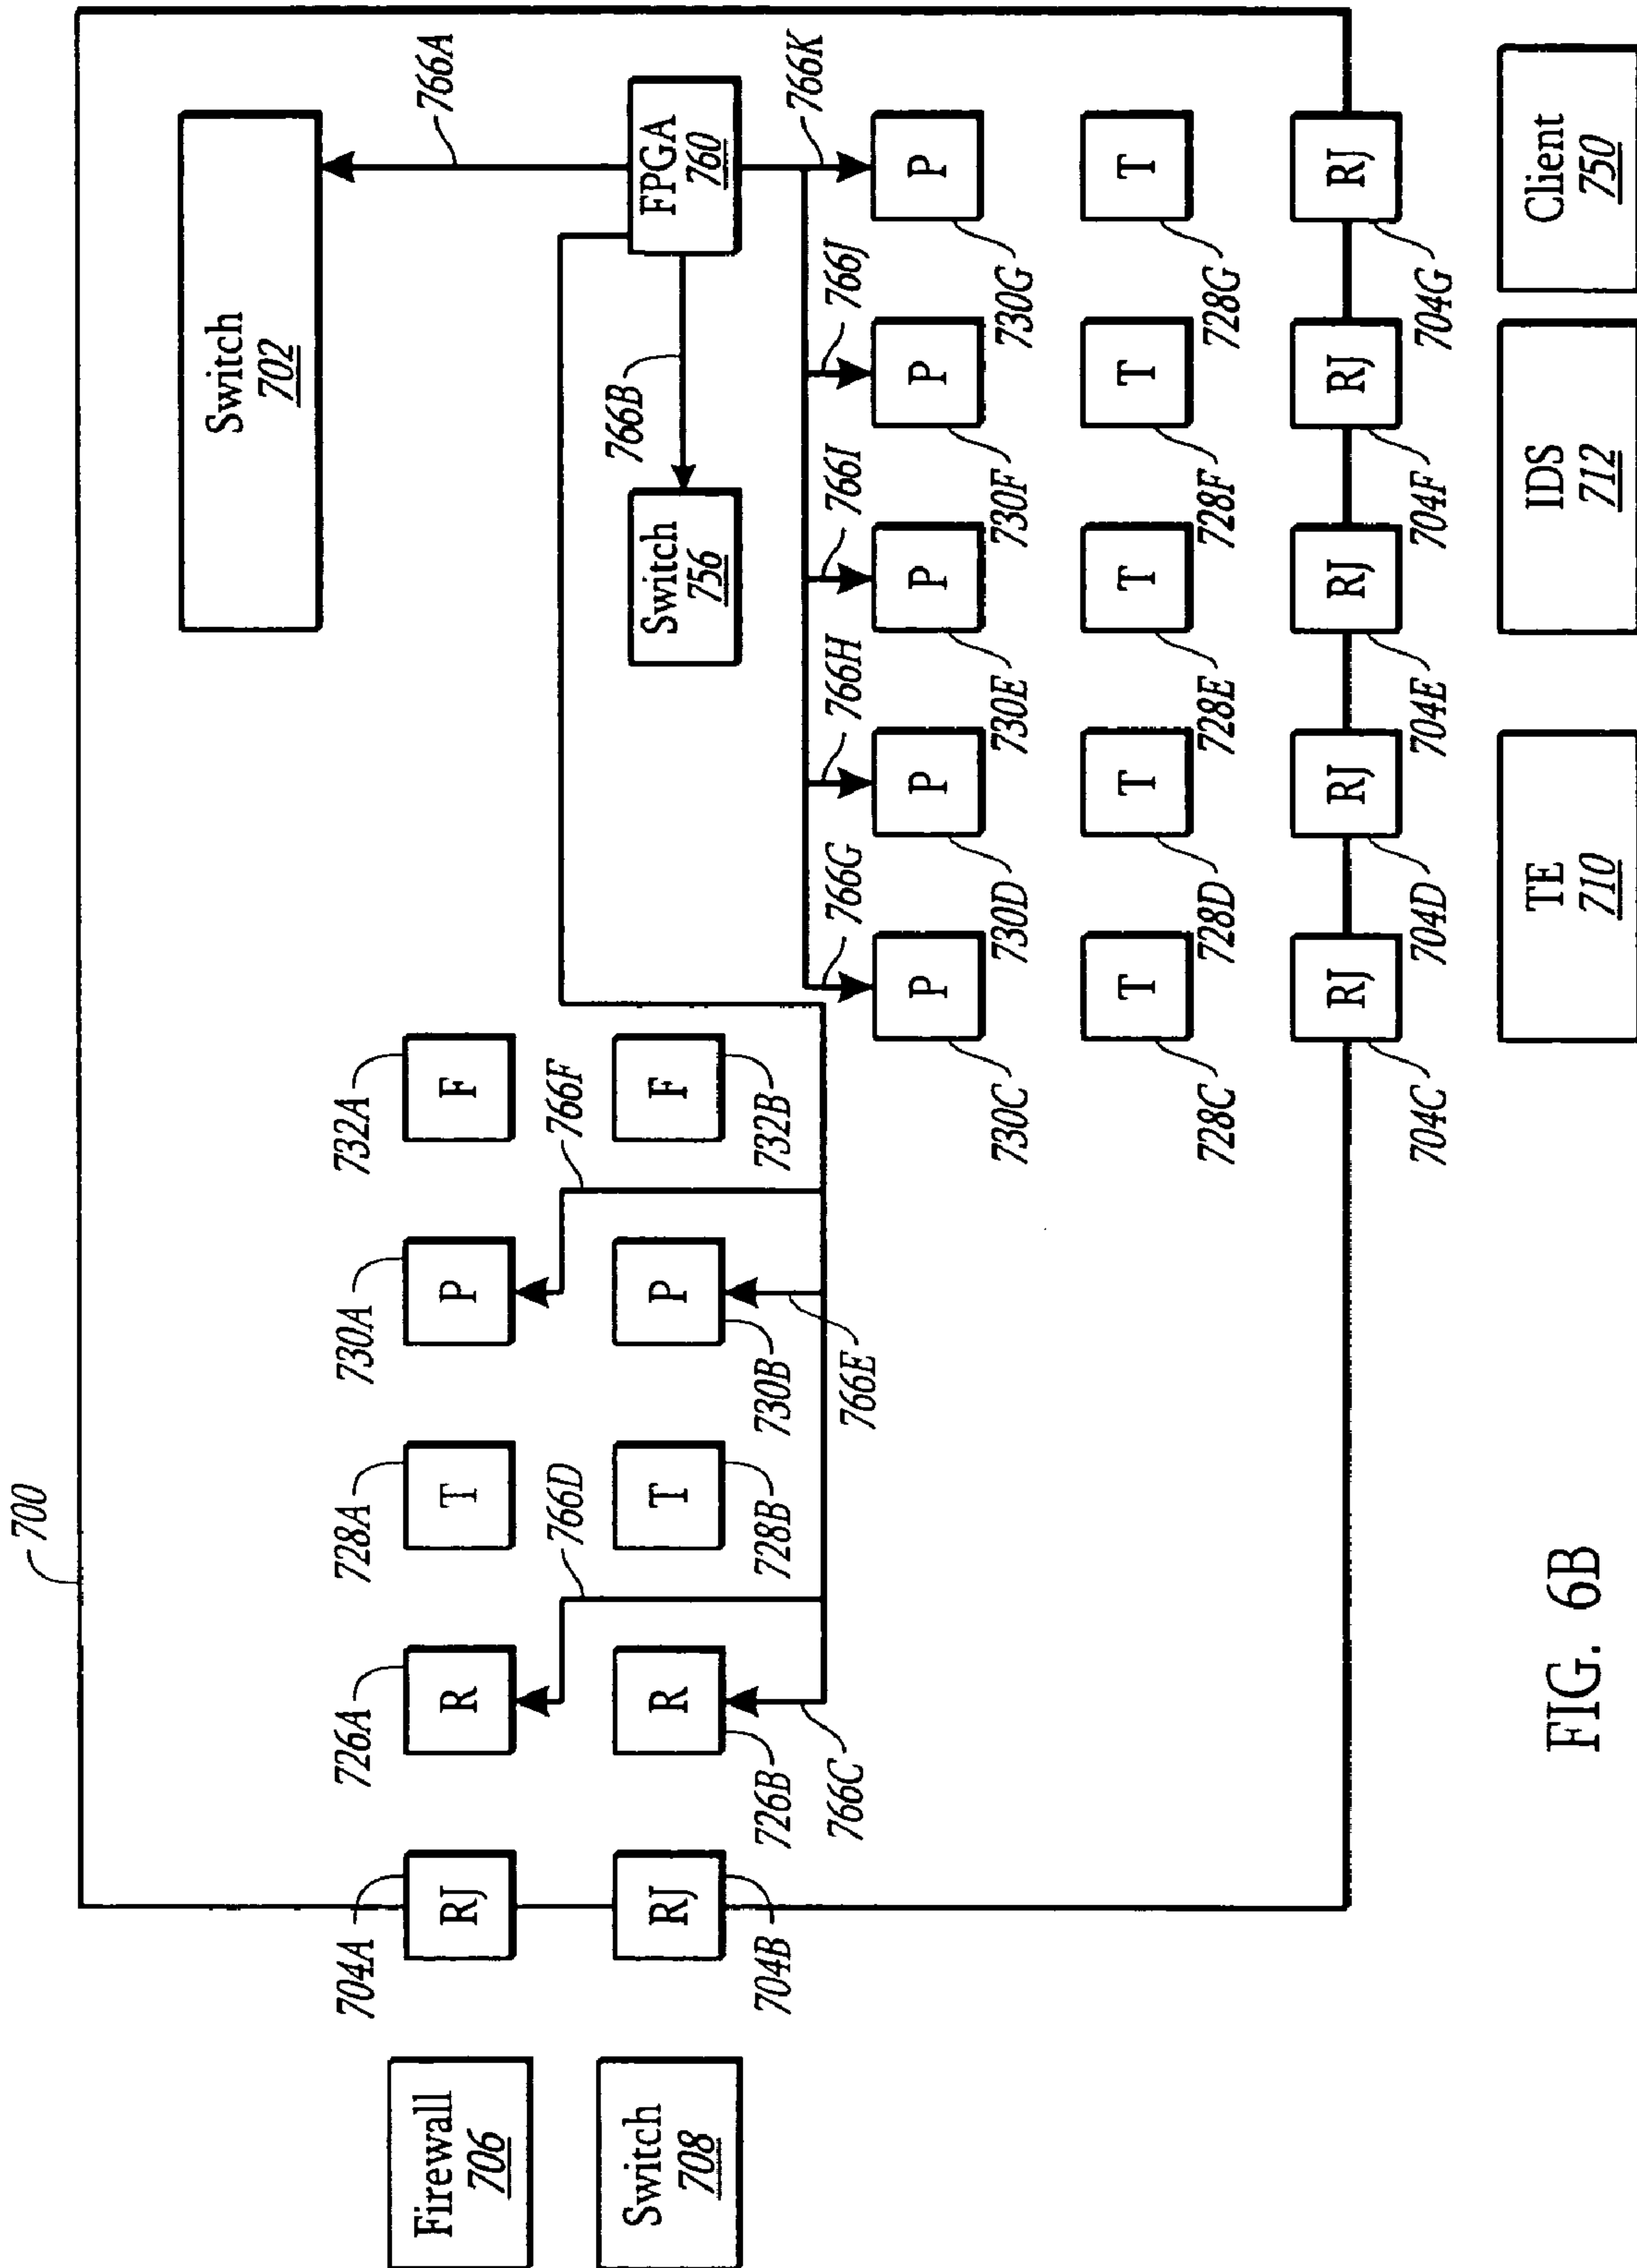 700
Firewall
706
Switch
708
704A
RJ
RJ
704B
726A
R
R
726B
766C
766D
728A
T
T
728B
730A
P
P
730B
766E
766F
732A
F
F
732B
Switch
702
766A
FPGA
760
766B
Switch
756
766G
766H
766I
766J
766K
P
P
P
P
P
730C
730D
730E
730F
730G
T
T
T
T
T
728C
728D
728E
728F
728G
RJ
RJ
RJ
RJ
RJ
704C
704D
704E
704F
704G
TE
710
IDS
712
Client
750
FIG. 6B